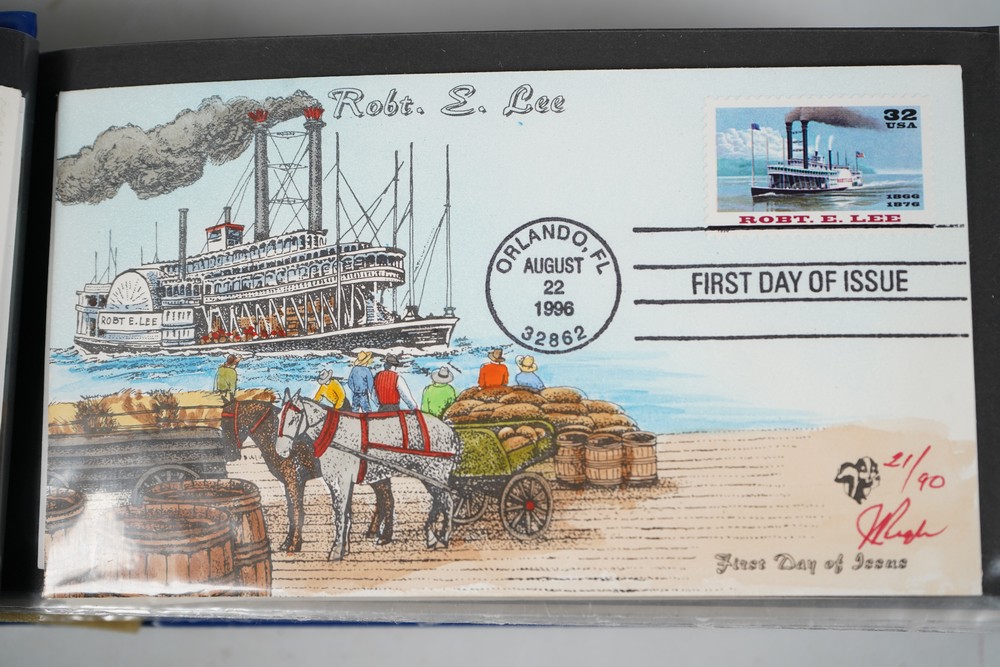 Robt. E. Lee
32
USA
1866
1876
ROBT. E. LEE
ORLANDO, FL
AUGUST
22
1996
32862
FIRST DAY OF ISSUE
ROBT E. LEE
21/90
First Day of Issue